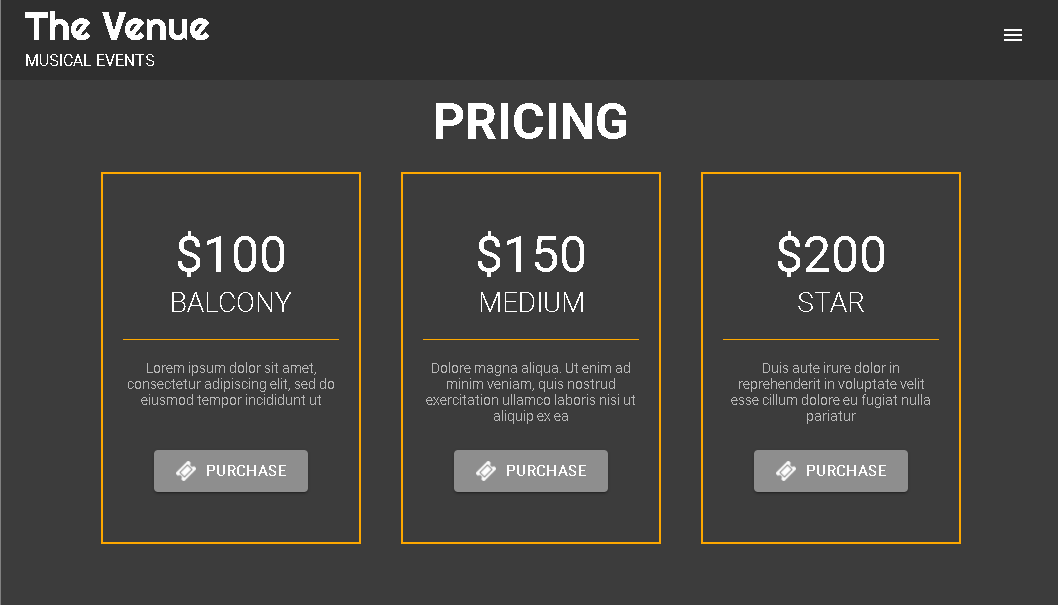 The Venue
MUSICAL EVENTS
PRICING
$100
BALCONY
Lorem ipsum dolor sit amet,
consectetur adipiscing elit, sed do
eiusmod tempor incididunt ut
PURCHASE
$150
MEDIUM
Dolore magna aliqua. Ut enim ad
minim veniam, quis nostrud
exercitation ullamco laboris nisi ut
aliquip ex ea
PURCHASE
$200
STAR
Duis aute irure dolor in
reprehenderit in voluptate velit
esse cillum dolore eu fugiat nulla
pariatur
PURCHASE